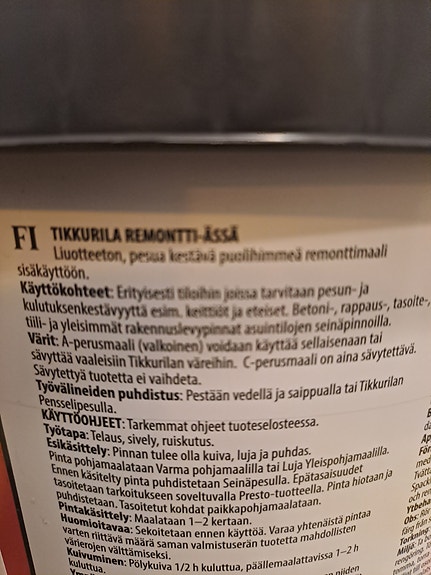 FI TIKKURILA REMONTTI-ÄSSÄ
Liuotteeton, pesua kestävä puolihimmeä remonttimaali
sisäkäyttöön.
Käyttökohteet: Erityisesti tiloihin joissa tarvitaan pesun- ja
kulutuksenkestävyyttä esim. keittiöt ja eteiset. Betoni-, rappaus-, tasoite-,
tiili- ja yleisimmät rakennuslevypinnat asuintilojen seinäpinnoilla.
Värit: A-perusmaali (valkoinen) voidaan käyttää sellaisenaan tai
sävyttää vaaleisiin Tikkurilan väreihin. C-perusmaali on aina sävytettävä.
Sävytettyä tuotetta ei vaihdeta.
Työvälineiden puhdistus: Pestään vedellä ja saippualla tai Tikkurilan
Pensselipesulla.
KÄYTTÖOHJEET: Tarkemmat ohjeet tuoteselosteessa.
Työtapa: Telaus, sively, ruiskutus.
Esikäsittely: Pinnan tulee olla kuiva, luja ja puhdas.
Pinta pohjamaalataan Varma pohjamaalilla tai Luja Yleispohjamaalilla.
Ennen käsitelty pinta puhdistetaan Seinäpesulla. Epätasaisuudet
tasoitetaan tarkoitukseen soveltuvalla Presto-tuotteella. Pinta hiotaan ja
puhdistetaan. Tasoitetut kohdat paikkapohjamaalataan.
Pintakäsittely: Maalataan 1–2 kertaan.
Huomioitavaa: Sekoitetaan ennen käyttöä. Varaa yhtenäistä pintaa
varten riittävä määrä saman valmistuserän tuotetta mahdollisten
värierojen välttämiseksi.
Kuivuminen: Pölykuiva 1/2 h kuluttua, päällemaalattavissa 1–2 h
kuluttua.